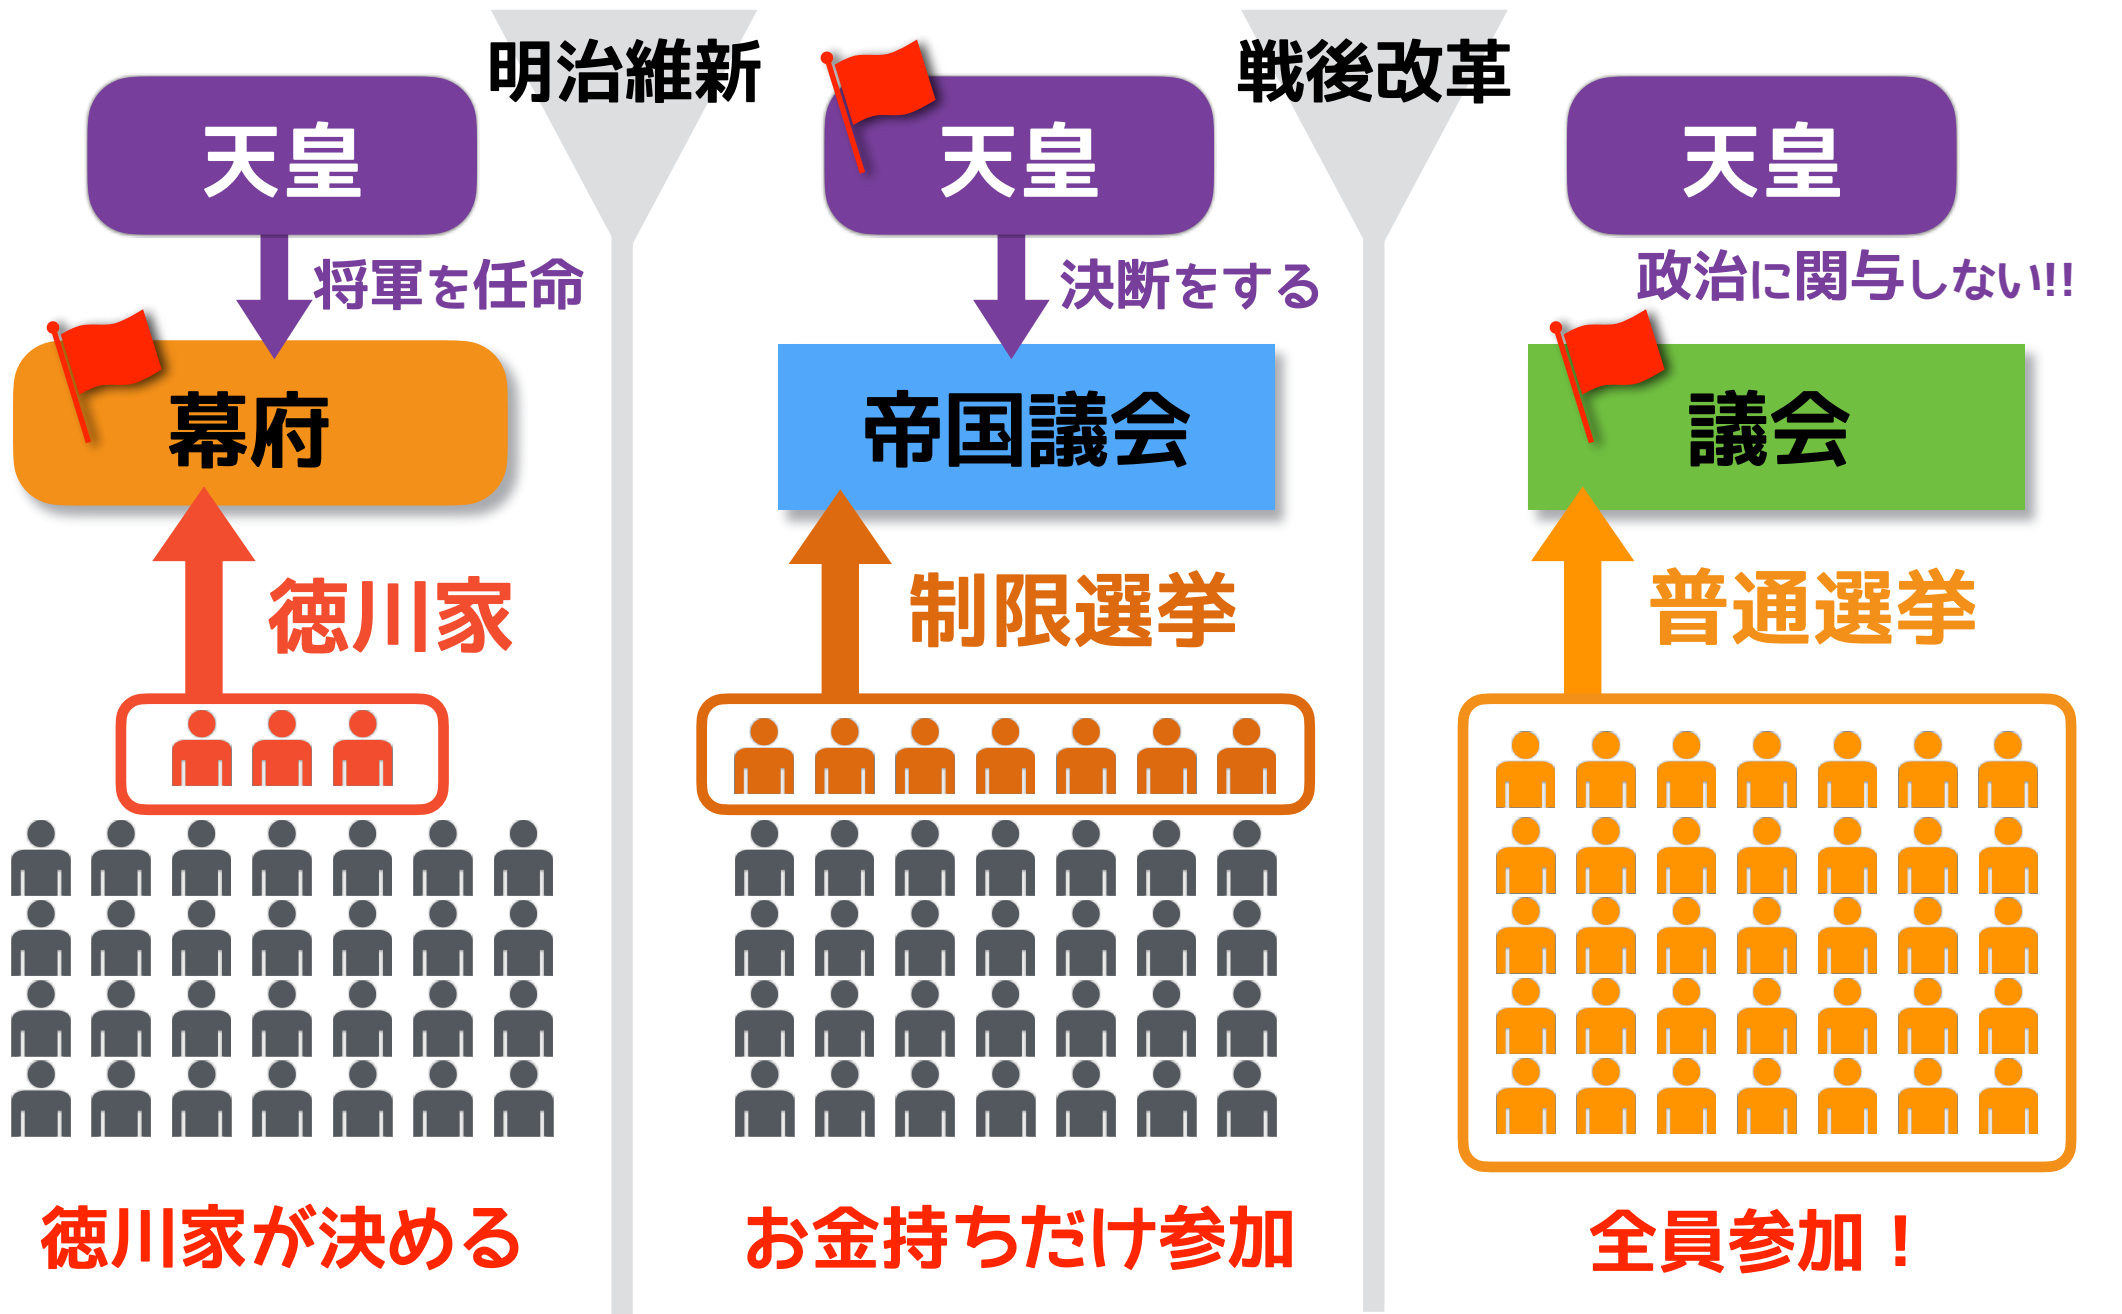 明治維新
戦後改革
天皇
天皇
天皇
将軍を任命
決断をする
政治に関与しない!!
幕府
帝国議会
議会
徳川家
制限選挙
普通選挙
徳川家が決める
お金持ちだけ参加
全員参加！